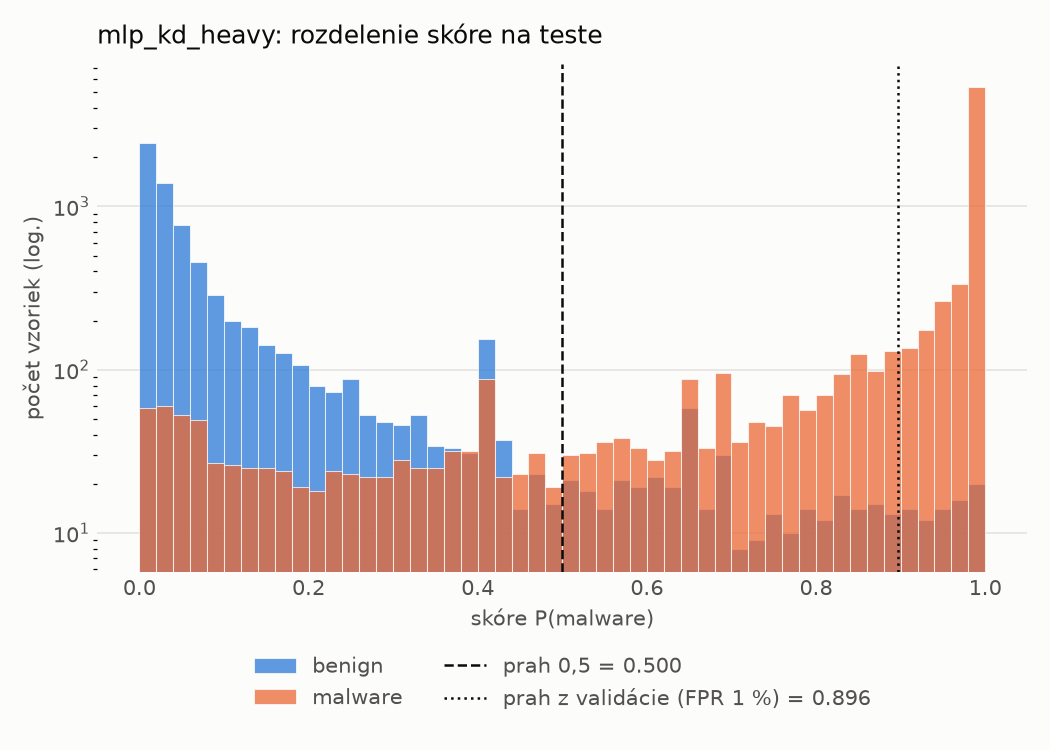 mlp_kd_heavy: rozdelenie skóre na teste
počet vzoriek (log.)
10³
10²
10¹
0.0 0.2 0.4 0.6 0.8 1.0
skóre P(malware)
benign
malware
prah 0,5 = 0.500
prah z validácie (FPR 1 %) = 0.896